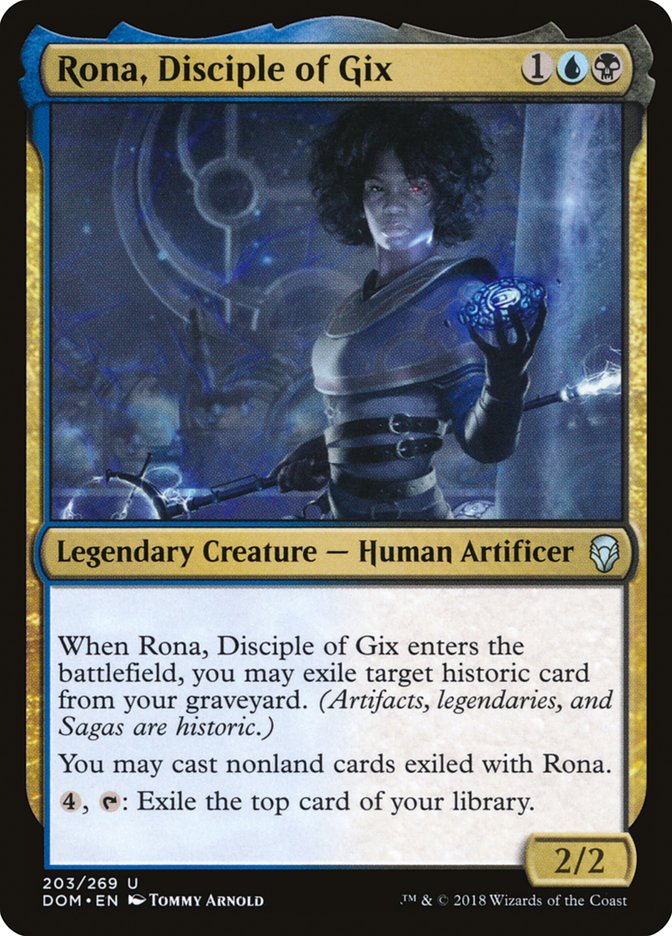 Rona, Disciple of Gix 1
Legendary Creature — Human Artificer
When Rona, Disciple of Gix enters the
battlefield, you may exile target historic card
from your graveyard. (Artifacts, legendaries, and
Sagas are historic.)
You may cast nonland cards exiled with Rona.
4, : Exile the top card of your library.
2/2
203/269 U
DOM • EN Tommy Arnold
™ & © 2018 Wizards of the Coast